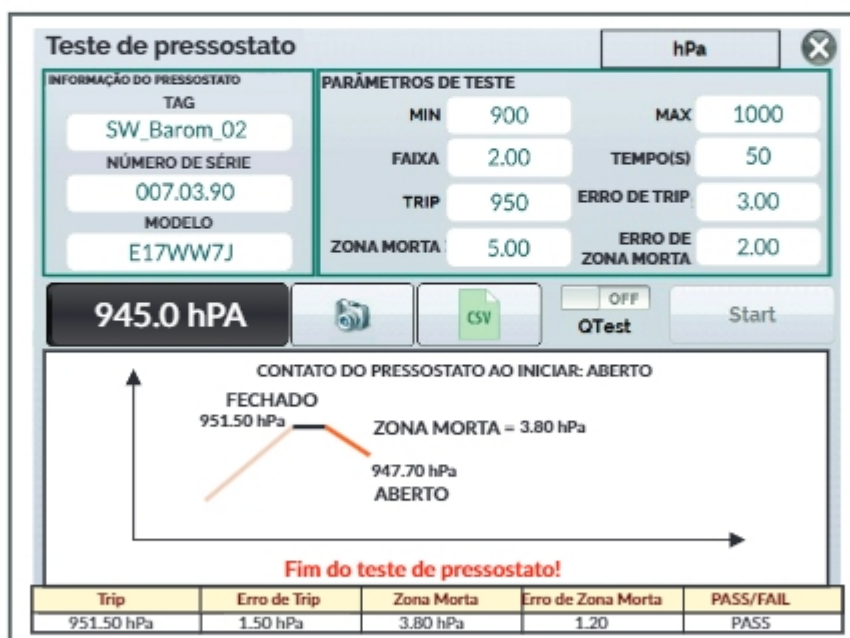 Teste de pressostato
hPa
INFORMAÇÃO DO PRESSOSTATO
TAG
SW_Barom_02
NÚMERO DE SÉRIE
007.03.90
MODELO
E17WW7J
PARÂMETROS DE TESTE
MIN 900 MAX 1000
FAIXA 2.00 TEMPO(S) 50
TRIP 950 ERRO DE TRIP 3.00
ZONA MORTA 5.00 ERRO DE ZONA MORTA 2.00
945.0 hPA
CSV
OFF
QTest
Start
CONTATO DO PRESSOSTATO AO INICIAR: ABERTO
FECHADO
951.50 hPa
ZONA MORTA = 3.80 hPa
947.70 hPa
ABERTO
Fim do teste de pressostato!
Trip Erro de Trip Zona Morta Erro de Zona Morta PASS/FAIL
951.50 hPa 1.50 hPa 3.80 hPa 1.20 PASS